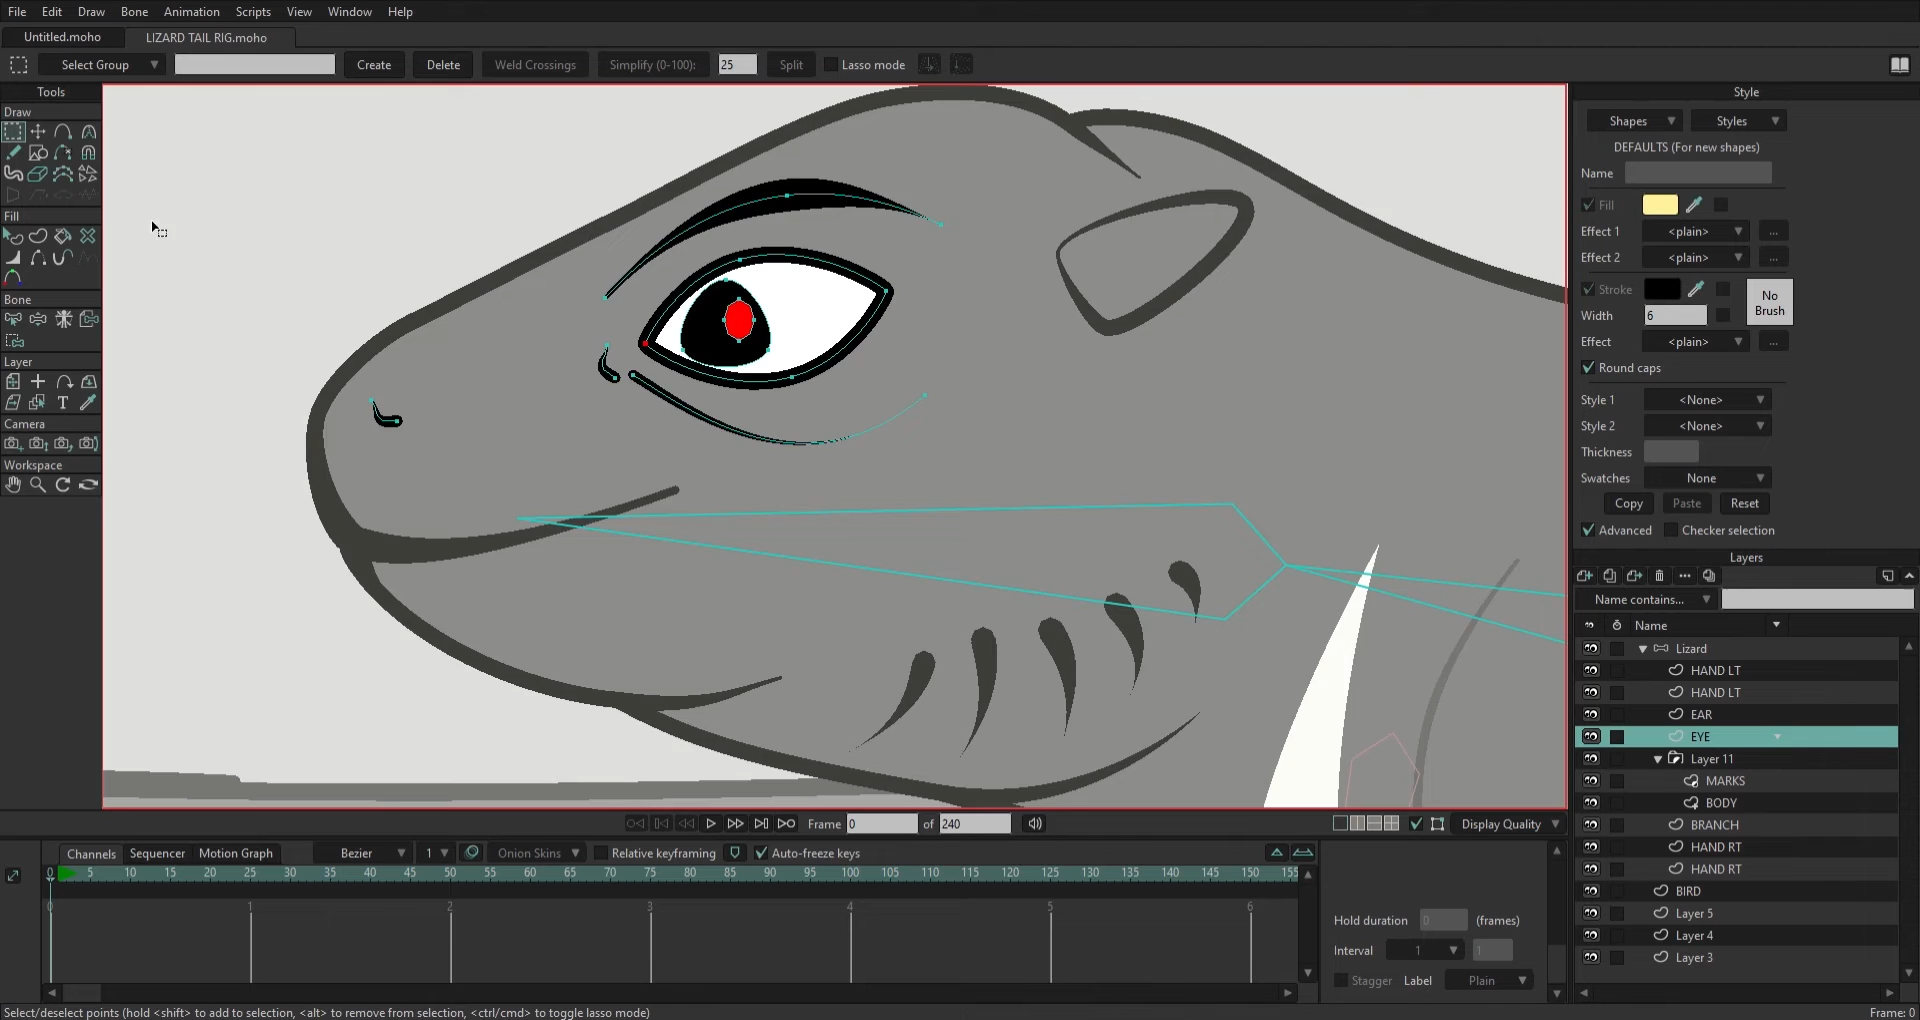 File Edit Draw Bone Animation Scripts View Window Help
Untitled.moho LIZARD TAIL RIG.moho
Select Group Create Delete Weld Crossings Simplify (0-100): 25 Split Lasso mode
Tools
Draw
Fill
Bone
Layer
Camera
Workspace
Style
Shapes Styles
DEFAULTS (For new shapes)
Name
Fill
Effect 1 <plain> ...
Effect 2 <plain> ...
Stroke
No Brush
Width 6
Effect <plain> ...
Round caps
Style 1 <None>
Style 2 <None>
Thickness
Swatches None
Copy Paste Reset
Advanced Checker selection
Layers
Name contains...
Name
Lizard
HAND LT
HAND LT
EAR
EYE
Layer 11
MARKS
BODY
BRANCH
HAND RT
HAND RT
BIRD
Layer 5
Layer 4
Layer 3
Frame 0 of 240 Display Quality
Channels Sequencer Motion Graph Bezier 1 Onion Skins Relative keyframing Auto-freeze keys
0 5 10 15 20 25 30 35 40 45 50 55 60 65 70 75 80 85 90 95 100 105 110 115 120 125 130 135 140 145 150 155
0 1 2 3 4 5 6
Hold duration 0 (frames)
Interval 1 1
Stagger Label Plain
Select/deselect points (hold <shift> to add to selection, <alt> to remove from selection, <ctrl/cmd> to toggle lasso mode) Frame: 0